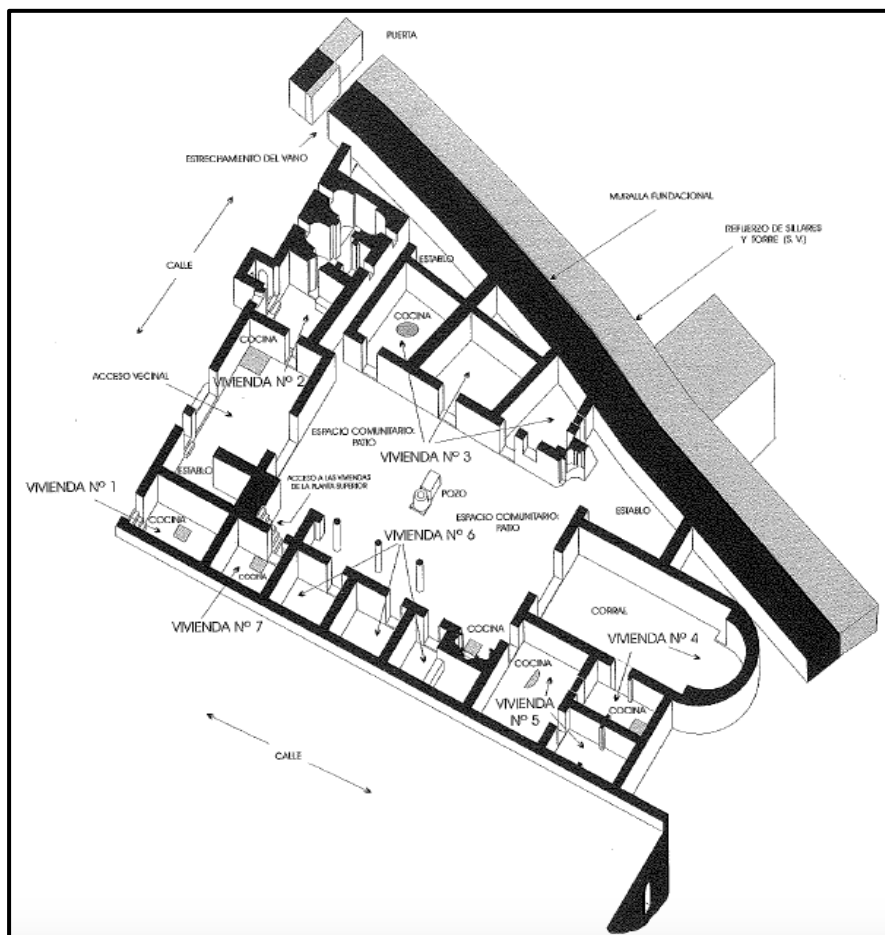 PUERTA
ESTRECHAMIENTO DEL VANO
MURALLA FUNDACIONAL
REFUERZO DE SILLARES
Y TORRE (S. V.)
CALLE
ESTABLO
COCINA
COCINA
ACCESO VECINAL
VIVIENDA Nº 2
ESPACIO COMUNITARIO:
PATIO
VIVIENDA Nº 3
ESTABLO
ACCESO A LAS VIVIENDAS
DE LA PLANTA SUPERIOR
VIVIENDA Nº 1
POZO
COCINA
ESPACIO COMUNITARIO:
PATIO
ESTABLO
VIVIENDA Nº 6
COCINA
VIVIENDA Nº 7
COCINA
CORRAL
VIVIENDA Nº 4
COCINA
VIVIENDA
Nº 5
COCINA
CALLE